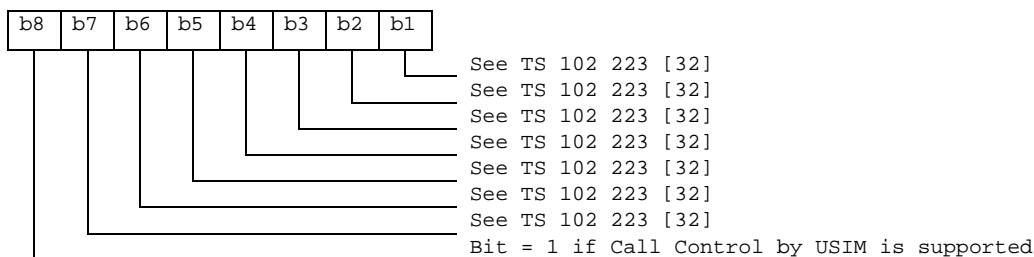 b8 b7 b6 b5 b4 b3 b2 b1
See TS 102 223 [32]
See TS 102 223 [32]
See TS 102 223 [32]
See TS 102 223 [32]
See TS 102 223 [32]
See TS 102 223 [32]
See TS 102 223 [32]
Bit = 1 if Call Control by USIM is supported